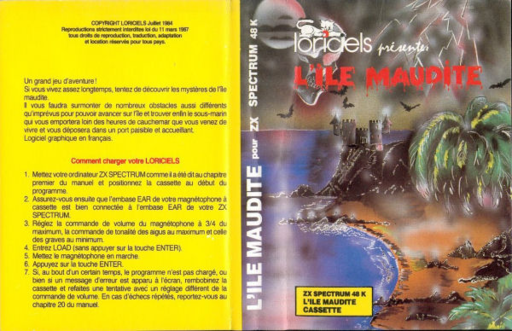 COPYRIGHT LORICIELS Juillet 1984
Reproductions strictement interdites loi du 11 mars 1957
tous droits de reproduction, traduction, adaptation
et location réservés pour tous pays.
Un grand jeu d'aventure !
Si vous vivez assez longtemps, tentez de découvrir les mystères de l'île
maudite.
Il vous faudra surmonter de nombreux obstacles aussi différents
qu'imprévus pour pouvoir avancer sur l'île et trouver enfin le sous-marin
qui vous emportera loin des heures de cauchemar que vous venez de
vivre et vous déposera dans un port paisible et accueillant.
Logiciel graphique en français.
Comment charger votre LORICIELS
1. Mettez votre ordinateur ZX SPECTRUM comme il a été dit au chapitre
premier du manuel et positionnez la cassette au début du
programme.
2. Assurez-vous ensuite que l'embase EAR de votre magnétophone à
cassette est bien connectée à l'embase EAR de votre ZX
SPECTRUM.
3. Réglez la commande de volume du magnétophone à 3/4 du
maximum, la commande de tonalité des aigus au maximum et celle
des graves au minimum.
4. Entrez LOAD (sans appuyer sur la touche ENTER).
5. Mettez le magnétophone en marche.
6. Appuyez sur la touche ENTER.
7. Si, au bout d'un certain temps, le programme n'est pas chargé, ou
bien si un message d'erreur est apparu à l'écran, rembobinez la
cassette et refaites une tentative avec un réglage différent de la
commande de volume. En cas d'échecs répétés, reportez-vous au
chapitre 20 du manuel.
L'ILE MAUDITE pour ZX SPECTRUM 48 K
loriciels présente
L'ILE MAUDITE
ZX SPECTRUM 48 K
L'ILE MAUDITE
CASSETTE